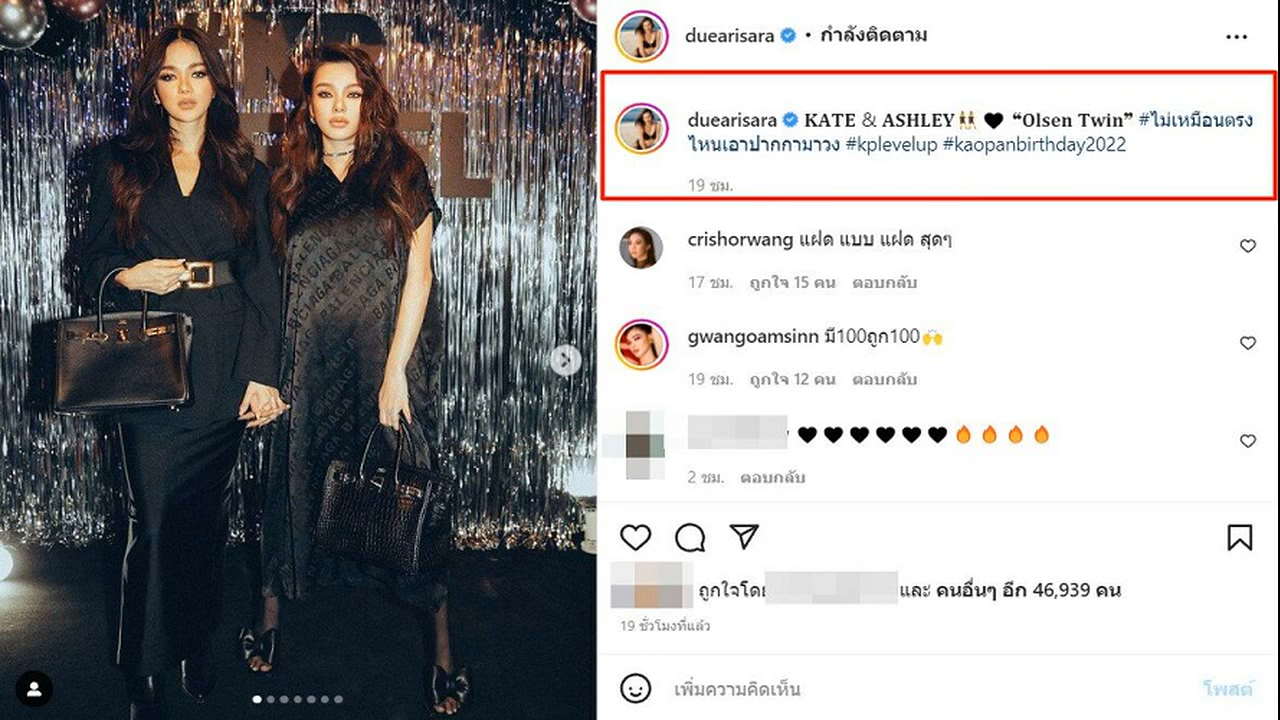 duearisara • กำลังติดตาม
duearisara KATE & ASHLEY👯🖤 “Olsen Twin” #ไม่เหมือนตรง
ไหนเอาปากกามาวง #kplevelup #kaopanbirthday2022
19 ชม.
crishorwang แฝด แบบ แฝด สุดๆ
17 ชม. ถูกใจ 15 คน ตอบกลับ
gwangoamsinn มี100ถูก100🙌
19 ชม. ถูกใจ 12 คน ตอบกลับ
🖤🖤🖤🖤🖤🖤🔥🔥🔥🔥
2 ชม. ตอบกลับ
ถูกใจโดย และ คนอื่นๆ อีก 46,939 คน
19 ชั่วโมงที่แล้ว
เพิ่มความคิดเห็น โพสต์
BALENCIAGA